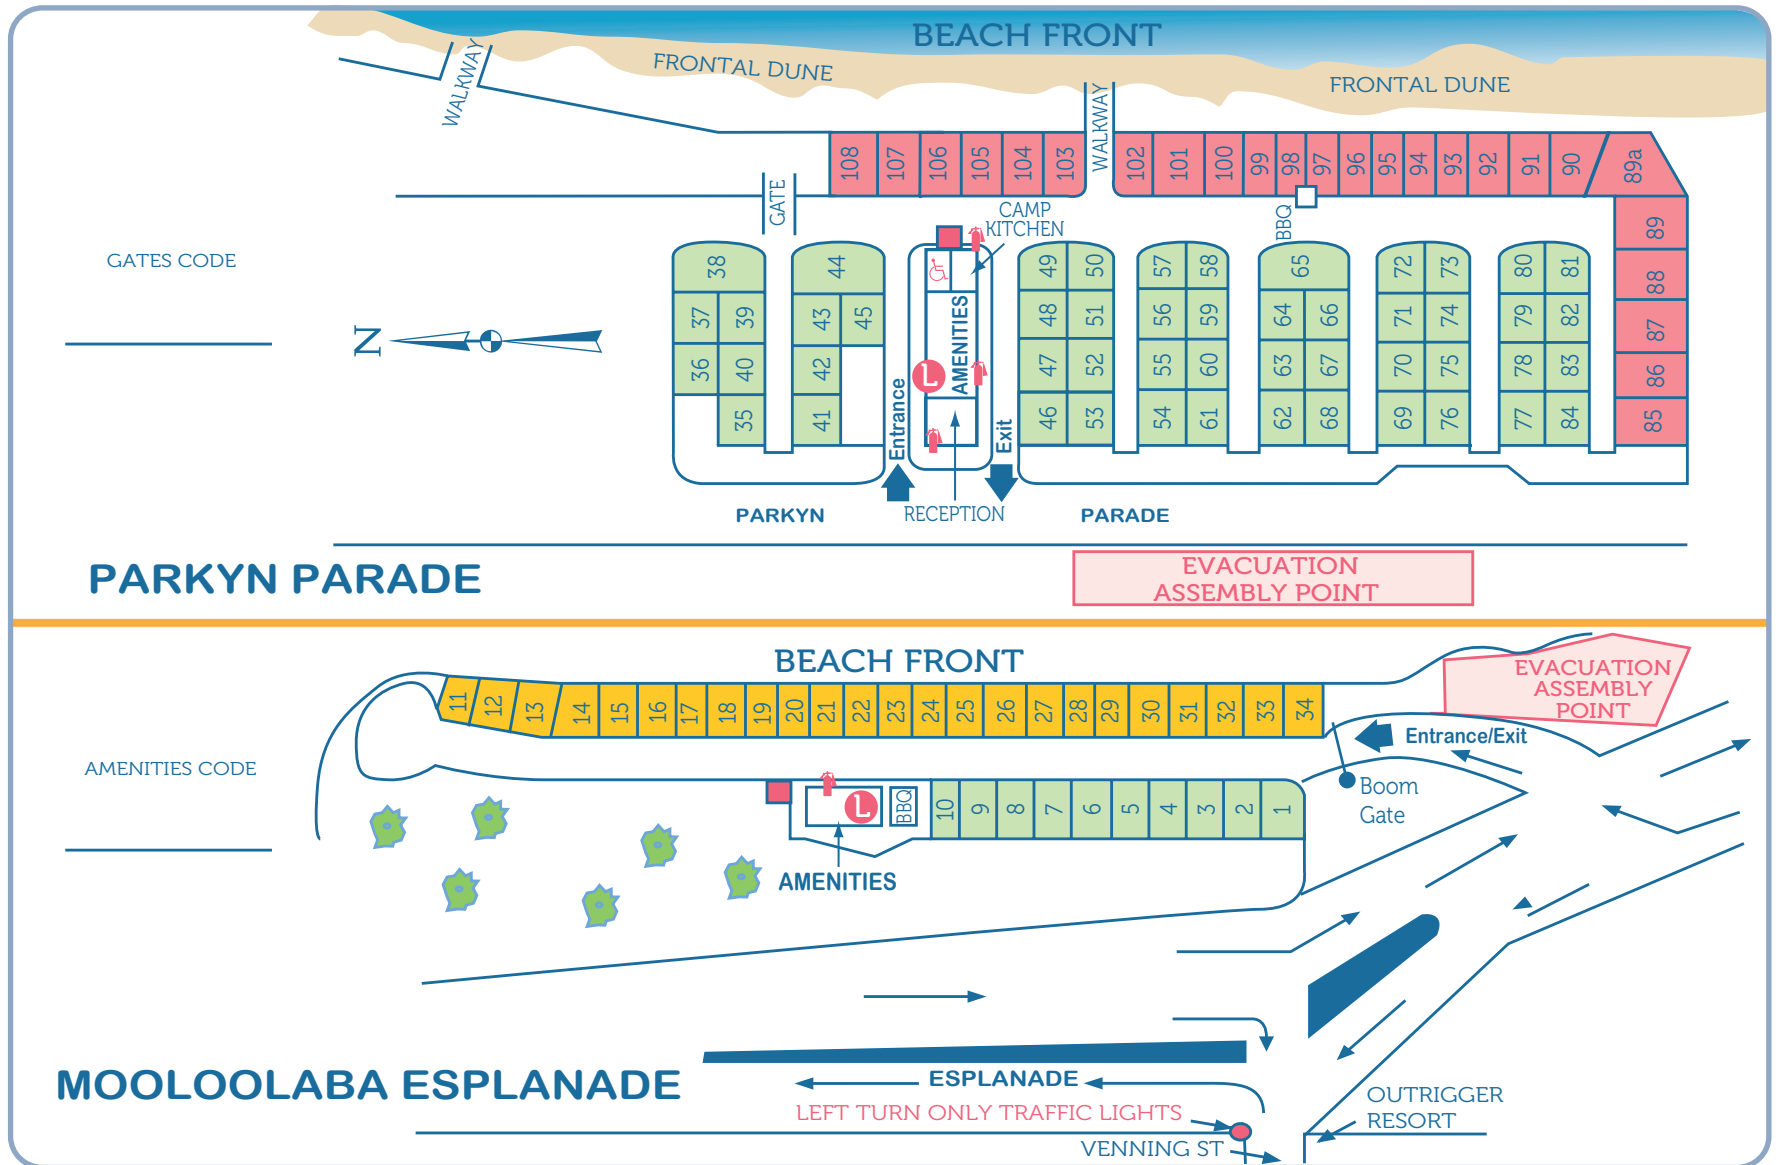 BEACH FRONT
FRONTAL DUNE
FRONTAL DUNE
WALKWAY
WALKWAY
108 107 106 105 104 103 102 101 100 99 98 97 96 95 94 93 92 91 90 89a
GATE
CAMP
KITCHEN
BBQ
89
88
87
86
85
GATES CODE
N
38
37 39
36 40
35
44
43 45
42
41
AMENITIES
L
Entrance
Exit
49 50
48 51
47 52
46 53
57 58
56 59
55 60
54 61
65
64 66
63 67
62 68
72 73
71 74
70 75
69 76
80 81
79 82
78 83
77 84
PARKYN
RECEPTION
PARADE
PARKYN PARADE
EVACUATION
ASSEMBLY POINT
BEACH FRONT
EVACUATION
ASSEMBLY
POINT
11 12 13 14 15 16 17 18 19 20 21 22 23 24 25 26 27 28 29 30 31 32 33 34
Entrance/Exit
AMENITIES CODE
L
BBQ
10 9 8 7 6 5 4 3 2 1
Boom
Gate
AMENITIES
MOOLOOLABA ESPLANADE
ESPLANADE
LEFT TURN ONLY TRAFFIC LIGHTS
OUTRIGGER
RESORT
VENNING ST